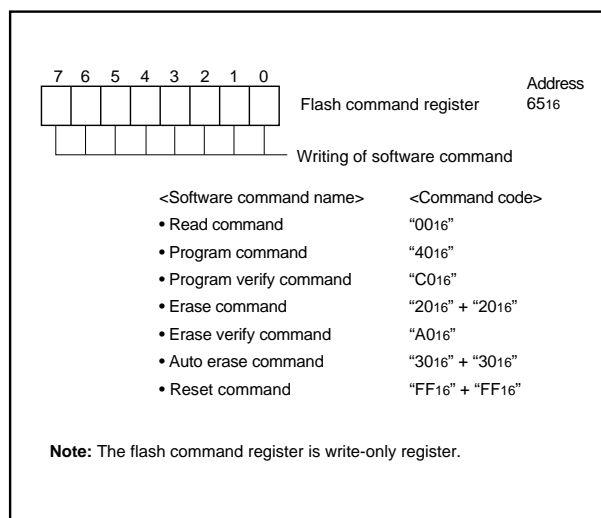 7 6 5 4 3 2 1 0
Address
Flash command register 6516
Writing of software command
<Software command name> <Command code>
• Read command “0016”
• Program command “4016”
• Program verify command “C016”
• Erase command “2016” + “2016”
• Erase verify command “A016”
• Auto erase command “3016” + “3016”
• Reset command “FF16” + “FF16”
Note: The flash command register is write-only register.